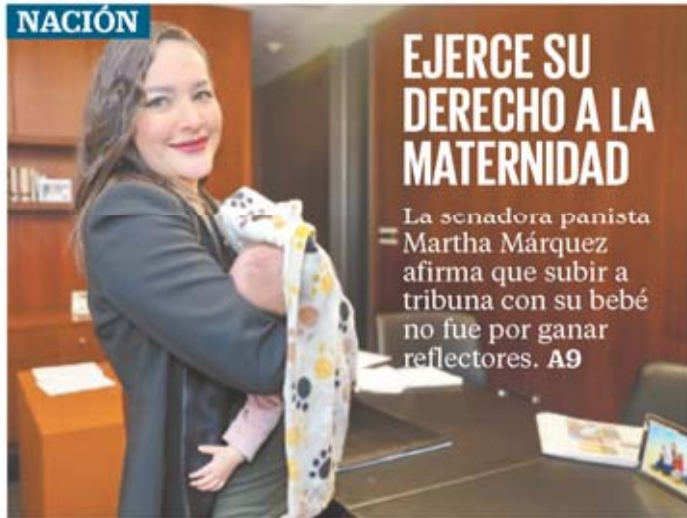 NACIÓN
EJERCE SU
DERECHO A LA
MATERNIDAD
La senadora panista
Martha Márquez
afirma que subir a
tribuna con su bebé
no fue por ganar
reflectores. A9